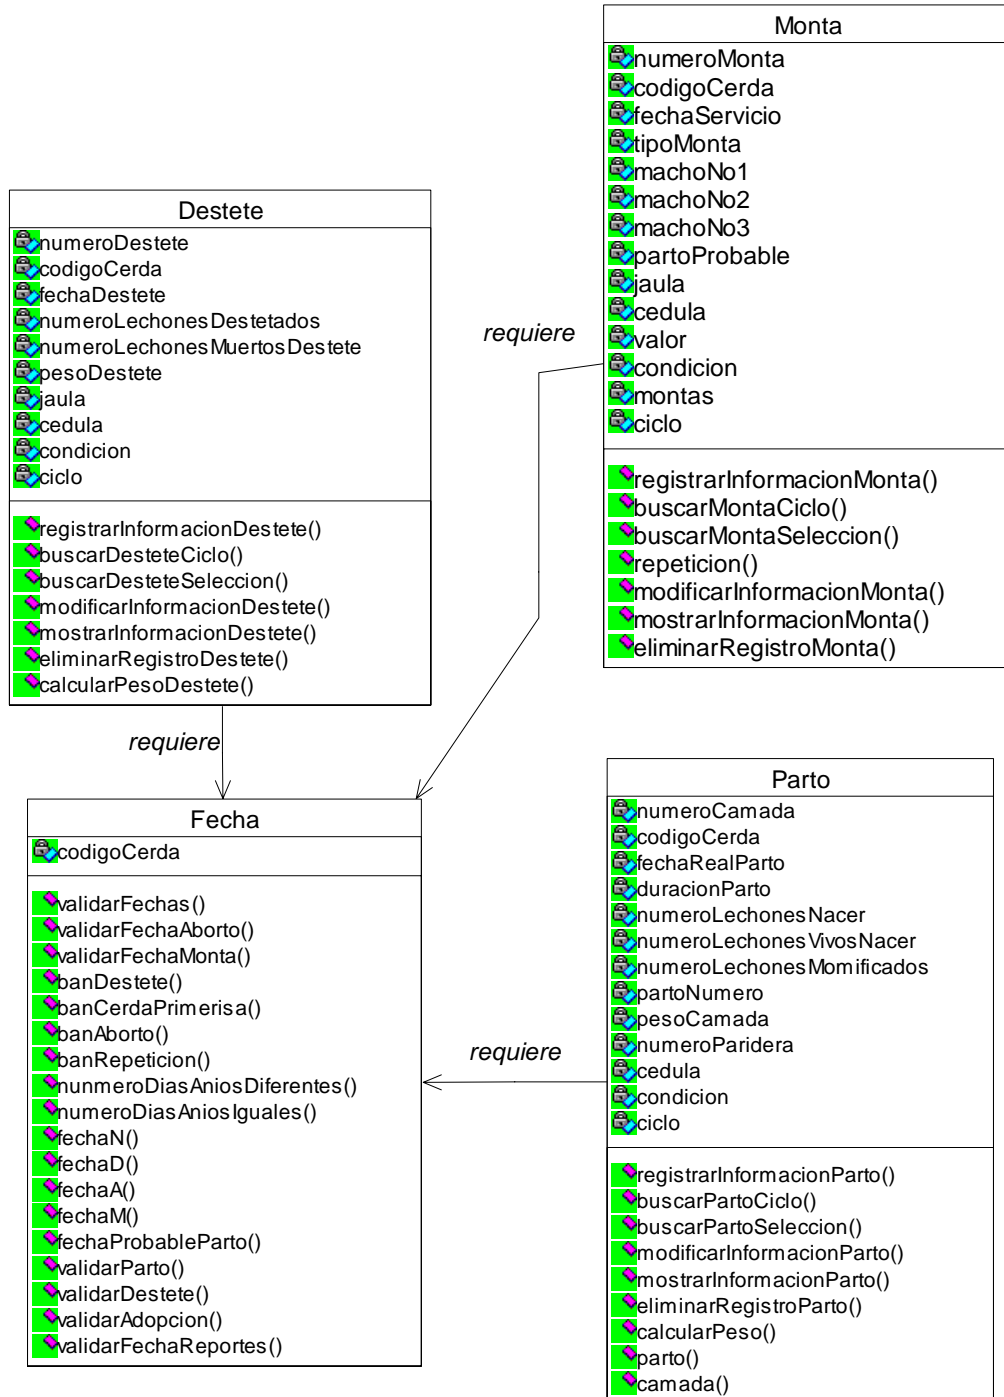 Monta
numeroMonta
codigoCerda
fechaServicio
tipoMonta
machoNo1
machoNo2
machoNo3
partoProbable
jaula
cedula
valor
condicion
montas
ciclo
registrarInformacionMonta()
buscarMontaCiclo()
buscarMontaSeleccion()
repeticion()
modificarInformacionMonta()
mostrarInformacionMonta()
eliminarRegistroMonta()
Destete
numeroDestete
codigoCerda
fechaDestete
numeroLechonesDestetados
numeroLechonesMuertosDestete
pesoDestete
jaula
cedula
condicion
ciclo
registrarInformacionDestete()
buscarDesteteCiclo()
buscarDesteteSeleccion()
modificarInformacionDestete()
mostrarInformacionDestete()
eliminarRegistroDestete()
calcularPesoDestete()
requiere
requiere
Fecha
codigoCerda
validarFechas()
validarFechaAborto()
validarFechaMonta()
banDestete()
banCerdaPrimerisa()
banAborto()
banRepeticion()
nunmeroDiasAniosDiferentes()
numeroDiasAniosIguales()
fechaN()
fechaD()
fechaA()
fechaM()
fechaProbableParto()
validarParto()
validarDestete()
validarAdopcion()
validarFechaReportes()
requiere
Parto
numeroCamada
codigoCerda
fechaRealParto
duracionParto
numeroLechonesNacer
numeroLechonesVivosNacer
numeroLechonesMomificados
partoNumero
pesoCamada
numeroParidera
cedula
condicion
ciclo
registrarInformacionParto()
buscarPartoCiclo()
buscarPartoSeleccion()
modificarInformacionParto()
mostrarInformacionParto()
eliminarRegistroParto()
calcularPeso()
parto()
camada()